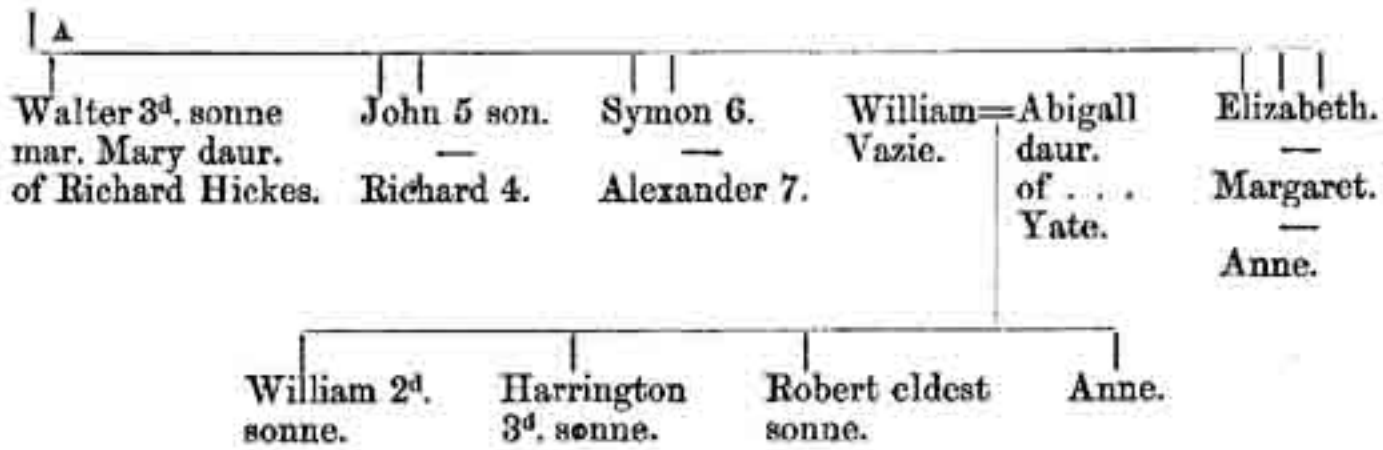 A
Walter 3ᵈ. sonne
mar. Mary daur.
of Richard Hickes.
John 5 son.
—
Richard 4.
Symon 6.
—
Alexander 7.
William=Abigall
Vazie. daur.
of . . .
Yate.
Elizabeth.
—
Margaret.
—
Anne.
William 2ᵈ.
sonne.
Harrington
3ᵈ. sonne.
Robert eldest
sonne.
Anne.